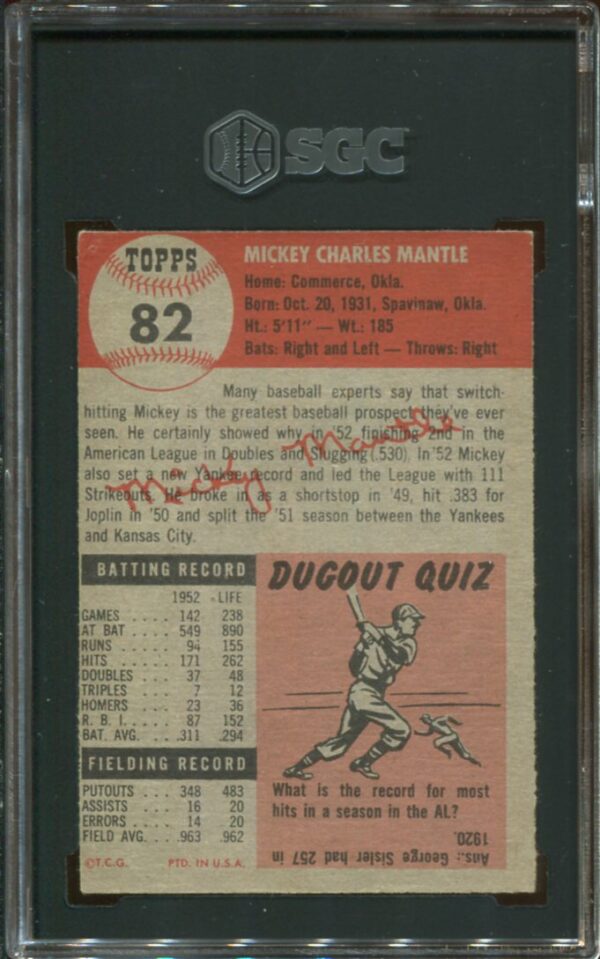 SGC
TOPPS
82
MICKEY CHARLES MANTLE
Home: Commerce, Okla.
Born: Oct. 20, 1931, Spavinaw, Okla.
Ht.: 5'11" — Wt.: 185
Bats: Right and Left — Throws: Right
Many baseball experts say that switch-
hitting Mickey is the greatest baseball prospect they've ever
seen. He certainly showed why in '52 finishing 2nd in the
American League in Doubles and Slugging (.530). In '52 Mickey
also set a new Yankee record and led the League with 111
Strikeouts. He broke in as a shortstop in '49, hit .383 for
Joplin in '50 and split the '51 season between the Yankees
and Kansas City.
Micky Mantle
BATTING RECORD
1952 LIFE
GAMES .... 142 238
AT BAT .... 549 890
RUNS .... 94 155
HITS ..... 171 262
DOUBLES ... 37 48
TRIPLES ... 7 12
HOMERS ... 23 36
R. B. I. .... 87 152
BAT. AVG. .. .311 .294
FIELDING RECORD
PUTOUTS ... 348 483
ASSISTS ... 16 20
ERRORS ... 14 20
FIELD AVG. .. .963 .962
©T.C.G. PTD. IN U.S.A.
DUGOUT QUIZ
What is the record for most
hits in a season in the AL?
Ans.: George Sisler had 257 in
1920.